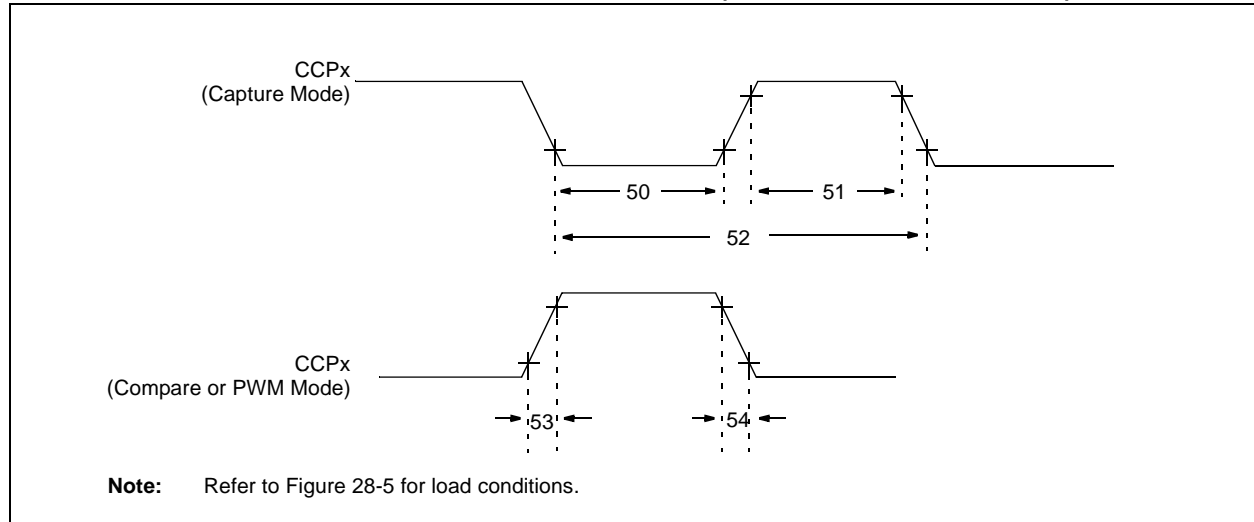 CCPx
(Capture Mode)
50
51
52
CCPx
(Compare or PWM Mode)
53
54
Note: Refer to Figure 28-5 for load conditions.